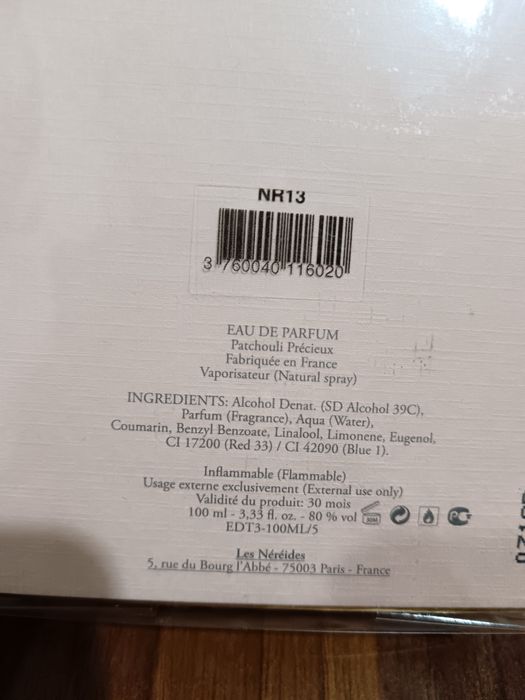 NR13
3 760040 116020
EAU DE PARFUM
Patchouli Précieux
Fabriquée en France
Vaporisateur (Natural spray)
INGREDIENTS: Alcohol Denat. (SD Alcohol 39C),
Parfum (Fragrance), Aqua (Water),
Coumarin, Benzyl Benzoate, Linalool, Limonene, Eugenol,
CI 17200 (Red 33) / CI 42090 (Blue 1).
Inflammable (Flammable)
Usage externe exclusivement (External use only)
Validité du produit: 30 mois
100 ml - 3,33 fl. oz. - 80 % vol 30M
EDT3-100ML/5
Les Néréides
5, rue du Bourg l'Abbé - 75003 Paris - France